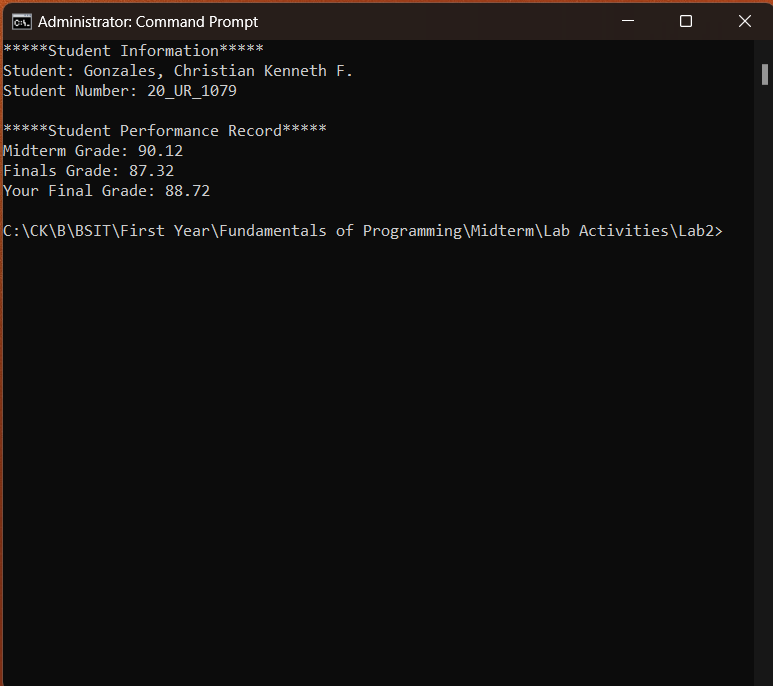 Administrator: Command Prompt
*****Student Information*****
Student: Gonzales, Christian Kenneth F.
Student Number: 20_UR_1079
*****Student Performance Record*****
Midterm Grade: 90.12
Finals Grade: 87.32
Your Final Grade: 88.72
C:\CK\B\BSIT\First Year\Fundamentals of Programming\Midterm\Lab Activities\Lab2>